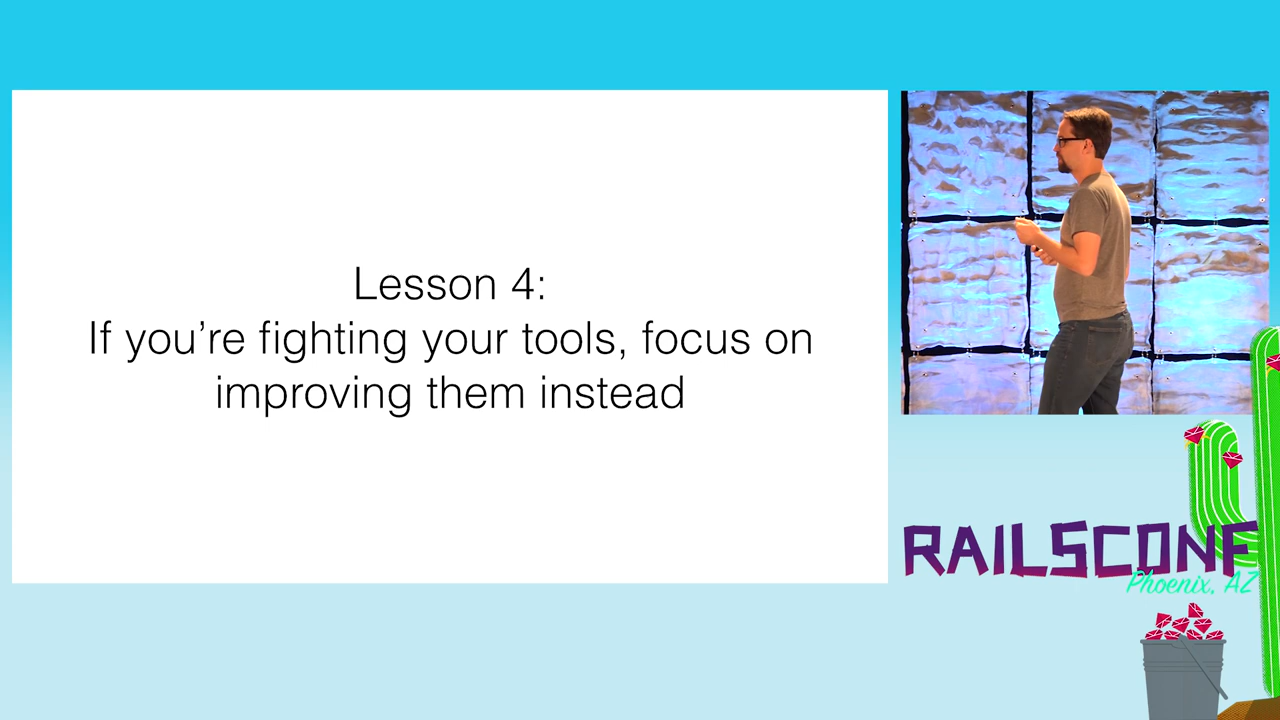 Lesson 4:
If you’re fighting your tools, focus on
improving them instead
RAILSCONF
Phoenix, AZ